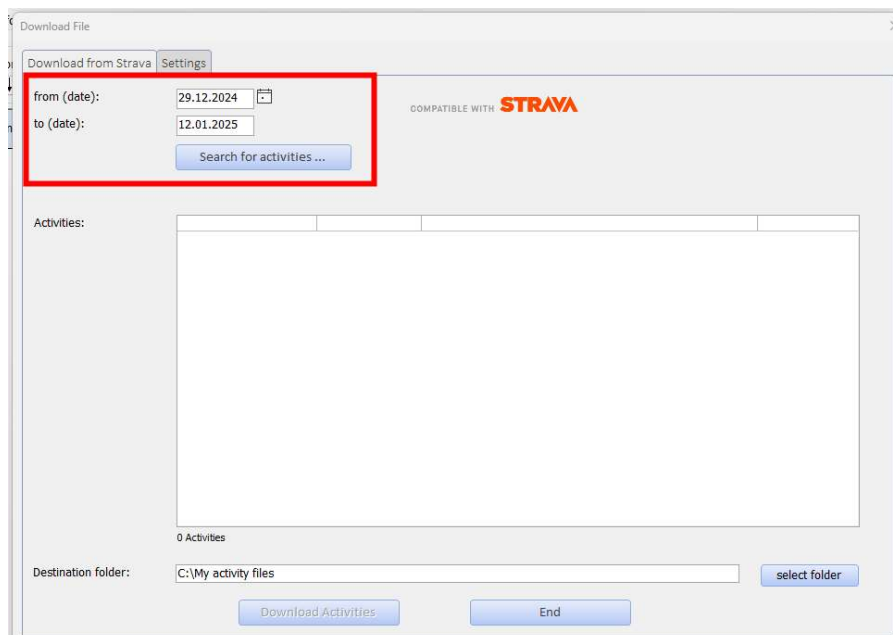 Download File
Download from Strava Settings
from (date): 29.12.2024
COMPATIBLE WITH STRAVA
to (date): 12.01.2025
Search for activities ...
Activities:
0 Activities
Destination folder: C:\My activity files select folder
Download Activities End